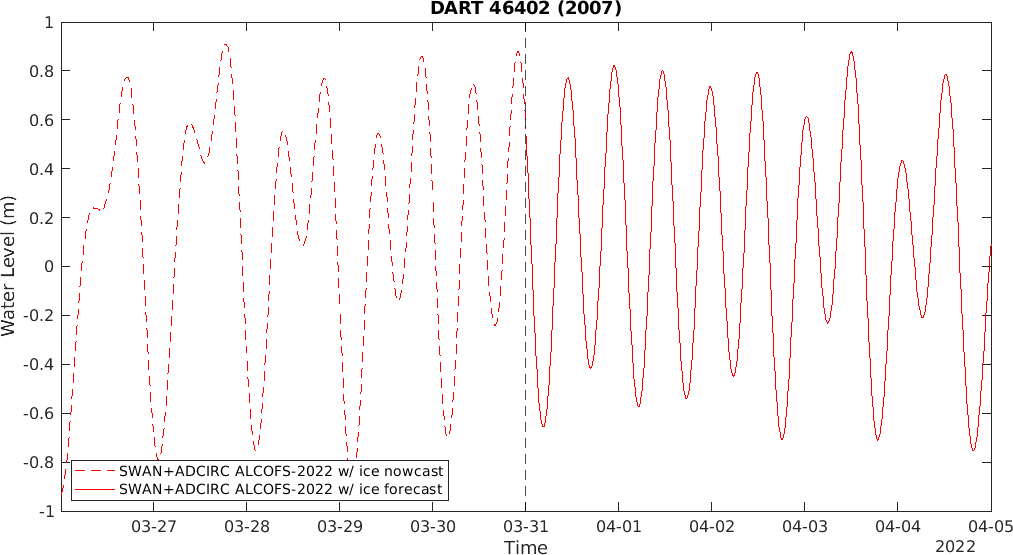 DART 46402 (2007)
1
0.8
0.6
0.4
0.2
0
-0.2
-0.4
-0.6
-0.8
-1
Water Level (m)
SWAN+ADCIRC ALCOFS-2022 w/ ice nowcast
SWAN+ADCIRC ALCOFS-2022 w/ ice forecast
03-27 03-28 03-29 03-30 03-31 04-01 04-02 04-03 04-04 04-05
Time
2022